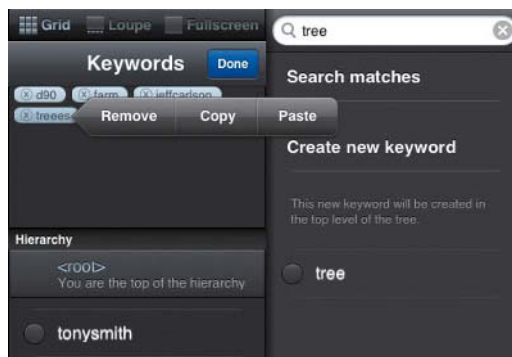 Grid Loupe Fullscreen
Keywords Done
d90 farm jeffcarlson
treees
Remove Copy Paste
Hierarchy
<root>
You are the top of the hierarchy
tonysmith
tree
Search matches
Create new keyword
This new keyword will be created in
the top level of the tree.
tree